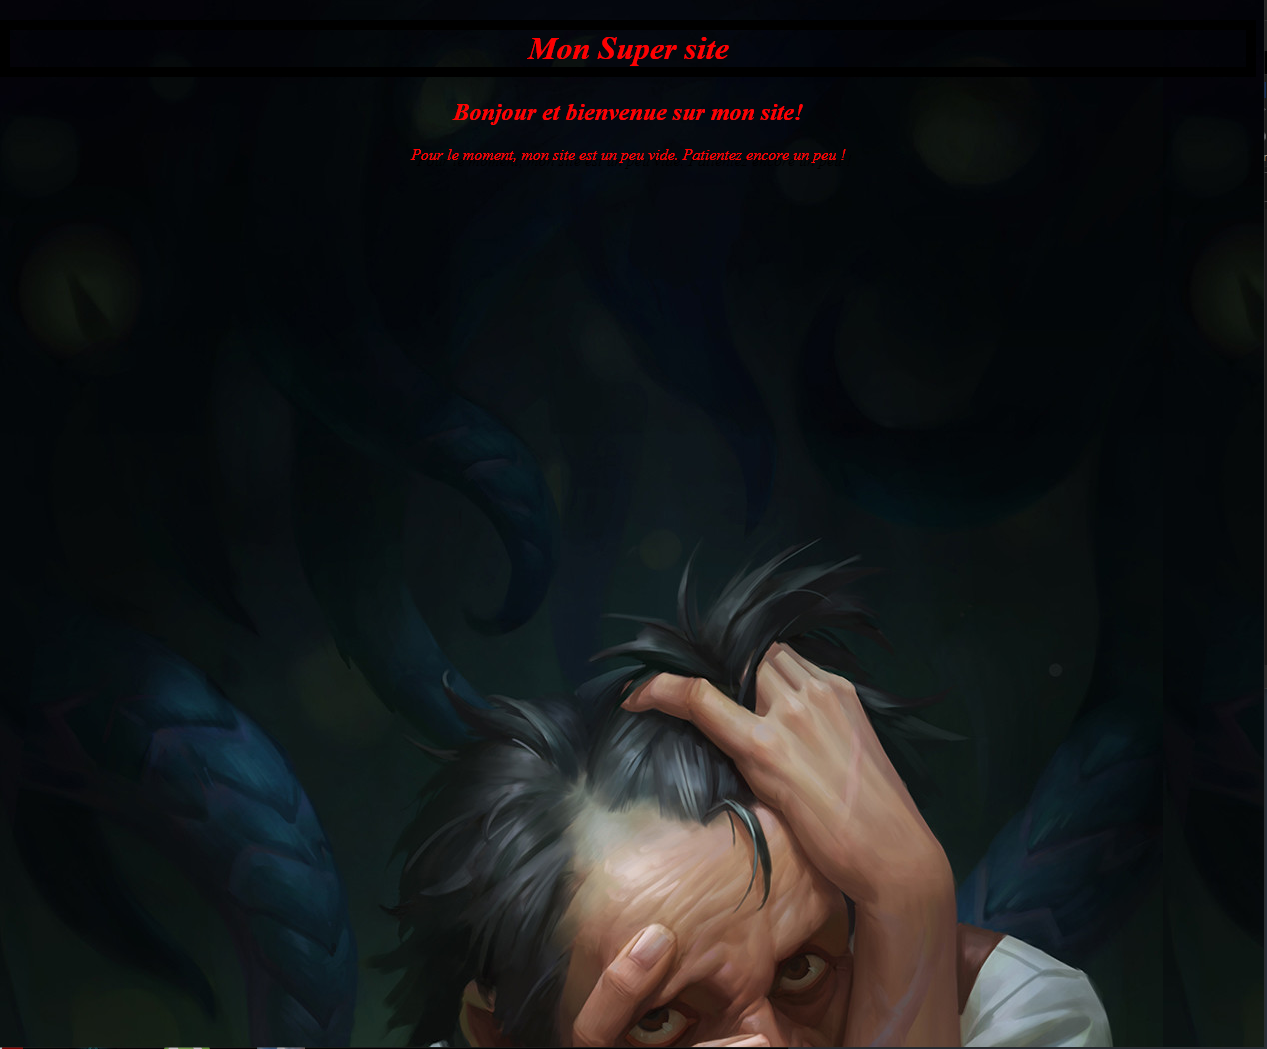 Mon Super site
Bonjour et bienvenue sur mon site!
Pour le moment, mon site est un peu vide. Patientez encore un peu !